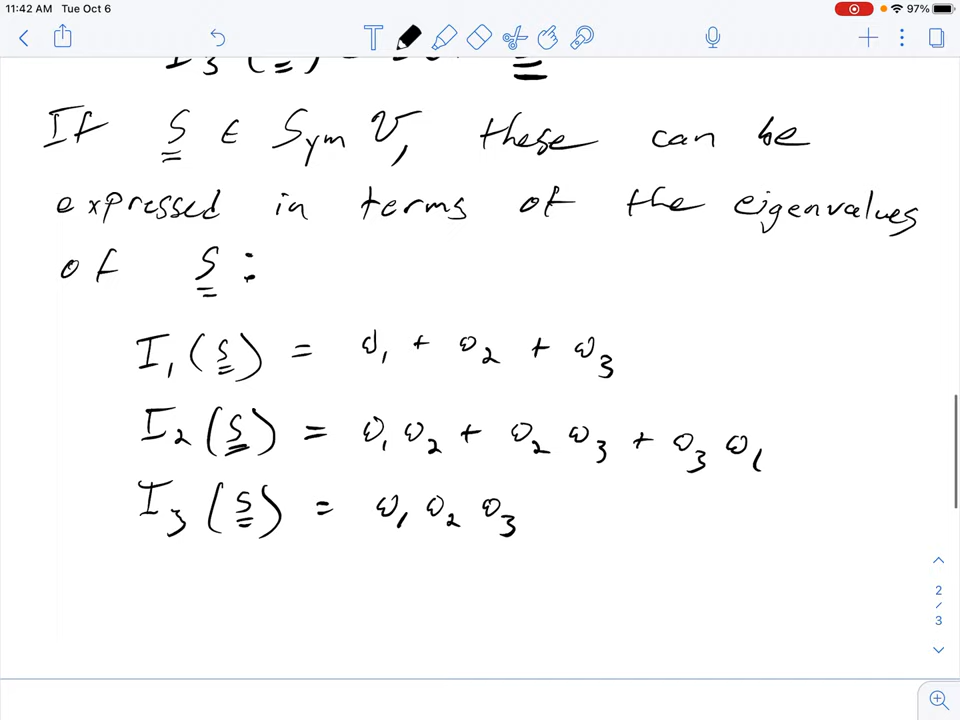 11:42 AM Tue Oct 6
97%
I₃(S) =
If S ∈ Sym V, these can be
expressed in terms of the eigenvalues
of S :
I₁(S) = ω₁ + ω₂ + ω₃
I₂(S) = ω₁ω₂ + ω₂ω₃ + ω₃ω₁
I₃(S) = ω₁ω₂ω₃
2
/
3